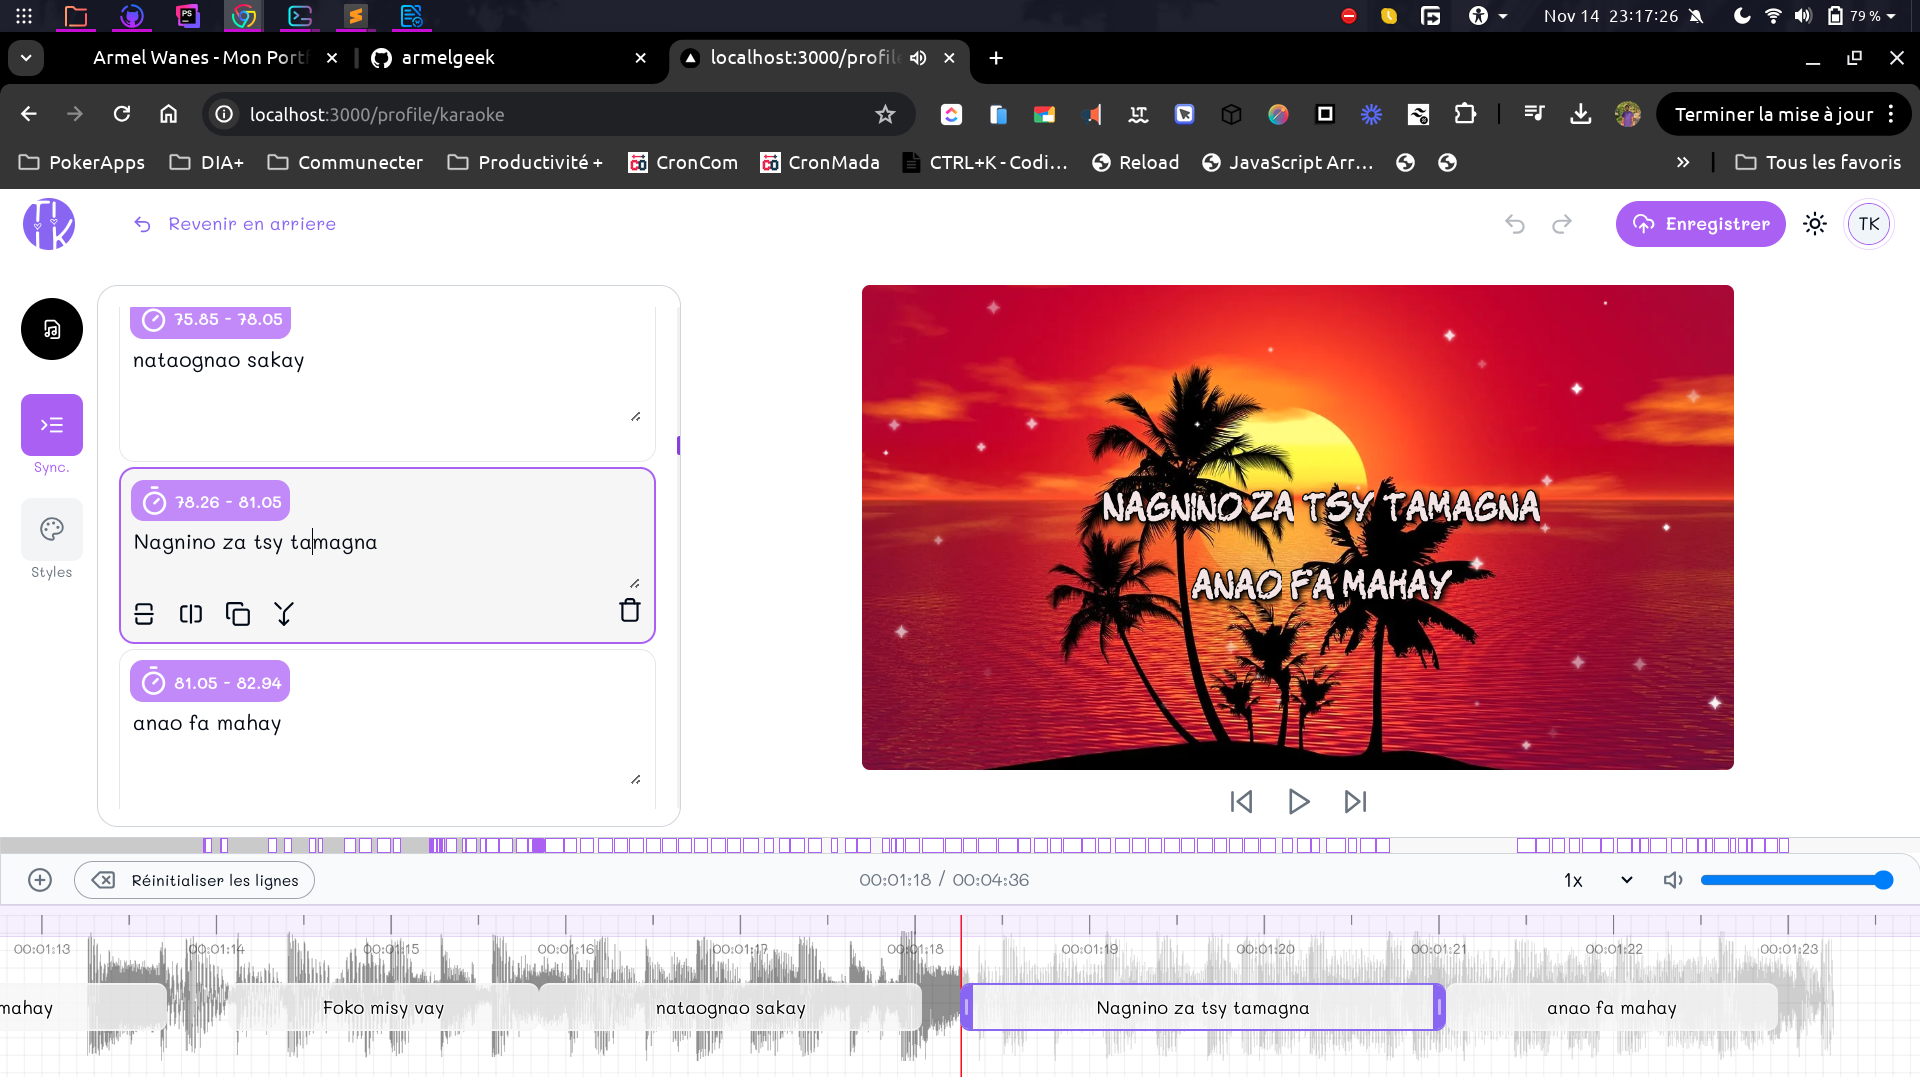 Nov 14 23:17:26
79 %
Armel Wanes - Mon Portf
armelgeek
localhost:3000/profile
localhost:3000/profile/karaoke
Terminer la mise à jour
PokerApps
DIA+
Communecter
Productivité +
CronCom
CronMada
CTRL+K - Codi...
Reload
JavaScript Arr...
Tous les favoris
Revenir en arriere
Enregistrer
TK
75.85 - 78.05
nataognao sakay
Sync.
78.26 - 81.05
Nagnino za tsy tamagna
Styles
81.05 - 82.94
anao fa mahay
NAGNINO ZA TSY TAMAGNA
ANAO FA MAHAY
Réinitialiser les lignes
00:01:18 / 00:04:36
1x
00:01:13 00:01:14 00:01:15 00:01:16 00:01:17 00:01:18 00:01:19 00:01:20 00:01:21 00:01:22 00:01:23
mahay Foko misy vay nataognao sakay Nagnino za tsy tamagna anao fa mahay